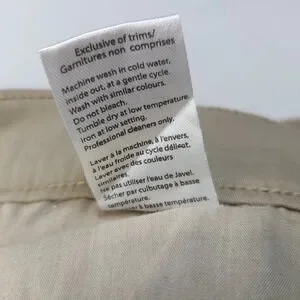 Exclusive of trims/
Garnitures non comprises
Machine wash in cold water,
inside out, at a gentle cycle.
Wash with similar colours.
Do not bleach.
Tumble dry at low temperature.
Iron at low setting.
Professional cleaners only.
Laver à la machine, à l'envers,
à l'eau froide au cycle délicat.
Laver avec des couleurs
similaires.
Ne pas utiliser l'eau de Javel.
Sécher par culbutage à basse
température.
à basse température.